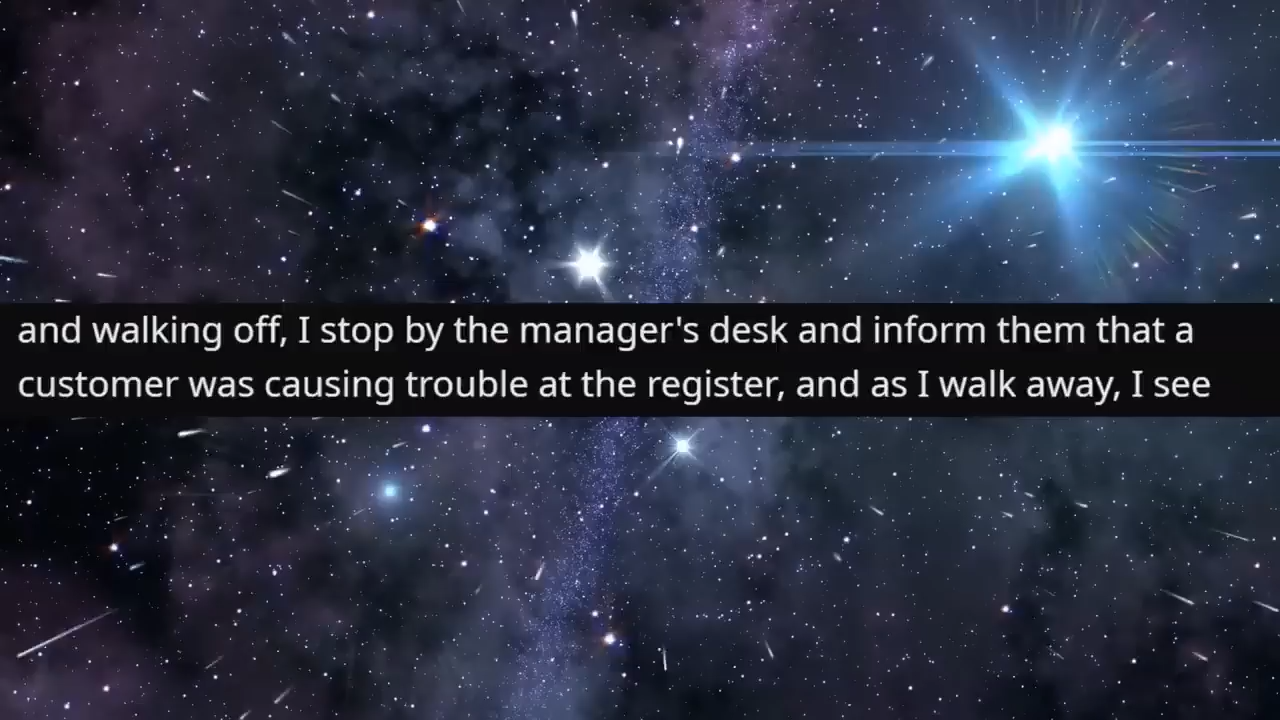 and walking off, I stop by the manager's desk and inform them that a
customer was causing trouble at the register, and as I walk away, I see